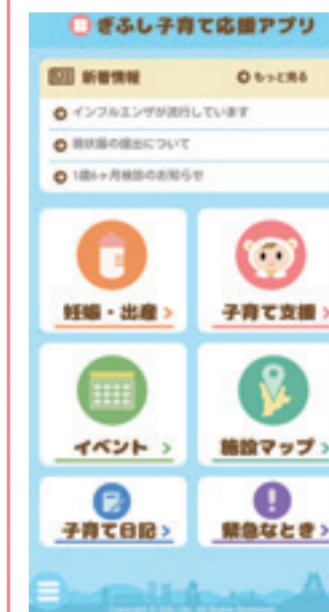 ぎふし子育て応援アプリ
新着情報 もっと見る
インフルエンザが流行しています
現状届の提出について
1歳6ヶ月検診のお知らせ
妊娠・出産
子育て支援
イベント
施設マップ
子育て日記
緊急なとき